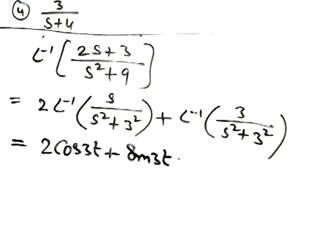 ④ 3/(s+4)
L⁻¹[(2s+3)/(s²+9)]
= 2L⁻¹(s/(s²+3²)) + L⁻¹(3/(s²+3²))
= 2Cos3t + Sin3t.